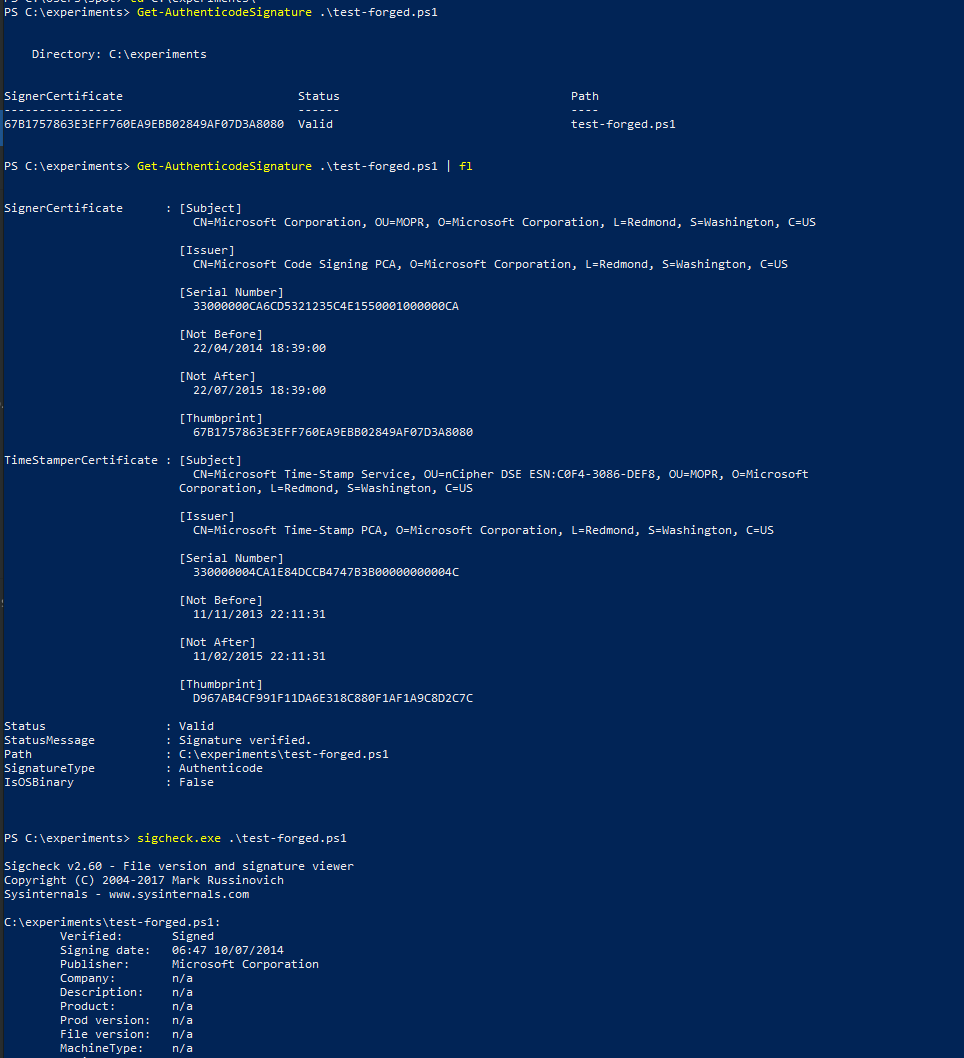 PS C:\experiments> Get-AuthenticodeSignature .\test-forged.ps1
Directory: C:\experiments
SignerCertificate Status Path
----------------- ------ ----
67B1757863E3EFF760EA9EBB02849AF07D3A8080 Valid test-forged.ps1
PS C:\experiments> Get-AuthenticodeSignature .\test-forged.ps1 | fl
SignerCertificate : [Subject]
CN=Microsoft Corporation, OU=MOPR, O=Microsoft Corporation, L=Redmond, S=Washington, C=US
[Issuer]
CN=Microsoft Code Signing PCA, O=Microsoft Corporation, L=Redmond, S=Washington, C=US
[Serial Number]
33000000CA6CD5321235C4E1550001000000CA
[Not Before]
22/04/2014 18:39:00
[Not After]
22/07/2015 18:39:00
[Thumbprint]
67B1757863E3EFF760EA9EBB02849AF07D3A8080
TimeStamperCertificate : [Subject]
CN=Microsoft Time-Stamp Service, OU=nCipher DSE ESN:C0F4-3086-DEF8, OU=MOPR, O=Microsoft
Corporation, L=Redmond, S=Washington, C=US
[Issuer]
CN=Microsoft Time-Stamp PCA, O=Microsoft Corporation, L=Redmond, S=Washington, C=US
[Serial Number]
330000004CA1E84DCCB4747B3B00000000004C
[Not Before]
11/11/2013 22:11:31
[Not After]
11/02/2015 22:11:31
[Thumbprint]
D967AB4CF991F11DA6E318C880F1AF1A9C8D2C7C
Status : Valid
StatusMessage : Signature verified.
Path : C:\experiments\test-forged.ps1
SignatureType : Authenticode
IsOSBinary : False
PS C:\experiments> sigcheck.exe .\test-forged.ps1
Sigcheck v2.60 - File version and signature viewer
Copyright (C) 2004-2017 Mark Russinovich
Sysinternals - www.sysinternals.com
C:\experiments\test-forged.ps1:
Verified: Signed
Signing date: 06:47 10/07/2014
Publisher: Microsoft Corporation
Company: n/a
Description: n/a
Product: n/a
Prod version: n/a
File version: n/a
MachineType: n/a